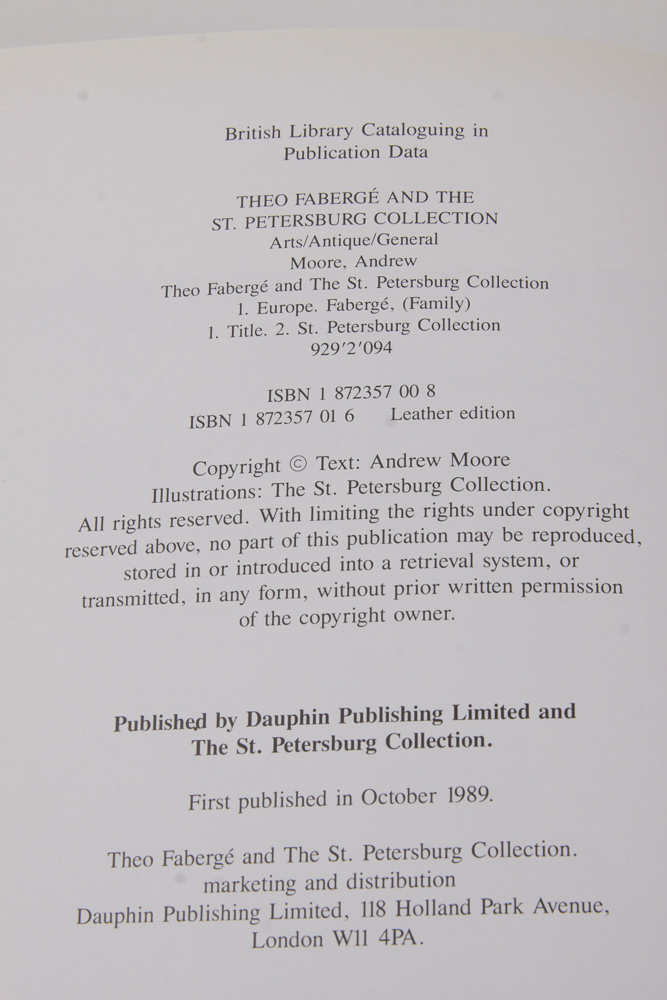 British Library Cataloguing in
Publication Data
THEO FABERGÉ AND THE
ST. PETERSBURG COLLECTION
Arts/Antique/General
Moore, Andrew
Theo Fabergé and The St. Petersburg Collection
1. Europe. Fabergé, (Family)
1. Title. 2. St. Petersburg Collection
929'2'094
ISBN 1 872357 00 8
ISBN 1 872357 01 6 Leather edition
Copyright © Text: Andrew Moore
Illustrations: The St. Petersburg Collection.
All rights reserved. With limiting the rights under copyright
reserved above, no part of this publication may be reproduced,
stored in or introduced into a retrieval system, or
transmitted, in any form, without prior written permission
of the copyright owner.
Published by Dauphin Publishing Limited and
The St. Petersburg Collection.
First published in October 1989.
Theo Fabergé and The St. Petersburg Collection.
marketing and distribution
Dauphin Publishing Limited, 118 Holland Park Avenue,
London W11 4PA.